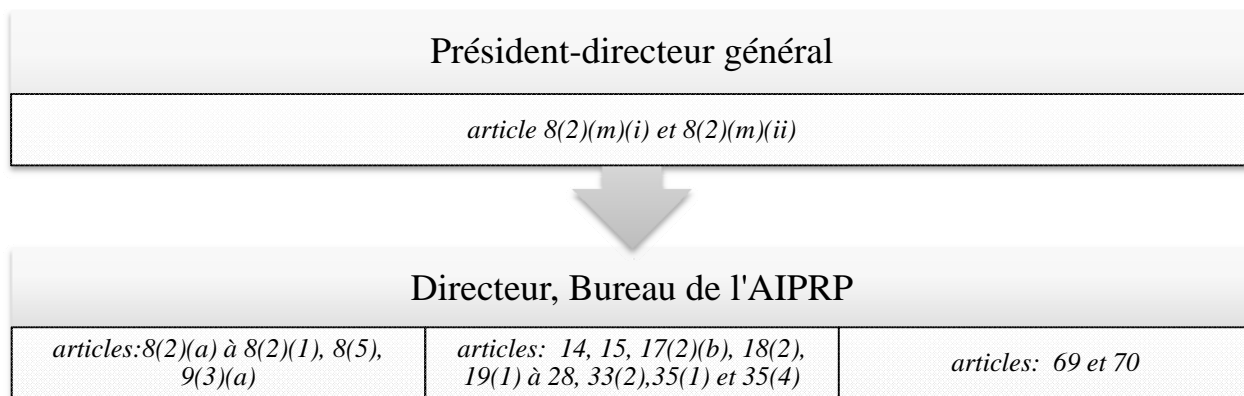 Président-directeur général
article 8(2)(m)(i) et 8(2)(m)(ii)
Directeur, Bureau de l'AIPRP
articles:8(2)(a) à 8(2)(1), 8(5),
9(3)(a)
articles:  14, 15, 17(2)(b), 18(2),
19(1) à 28, 33(2),35(1) et 35(4)
articles:  69 et 70